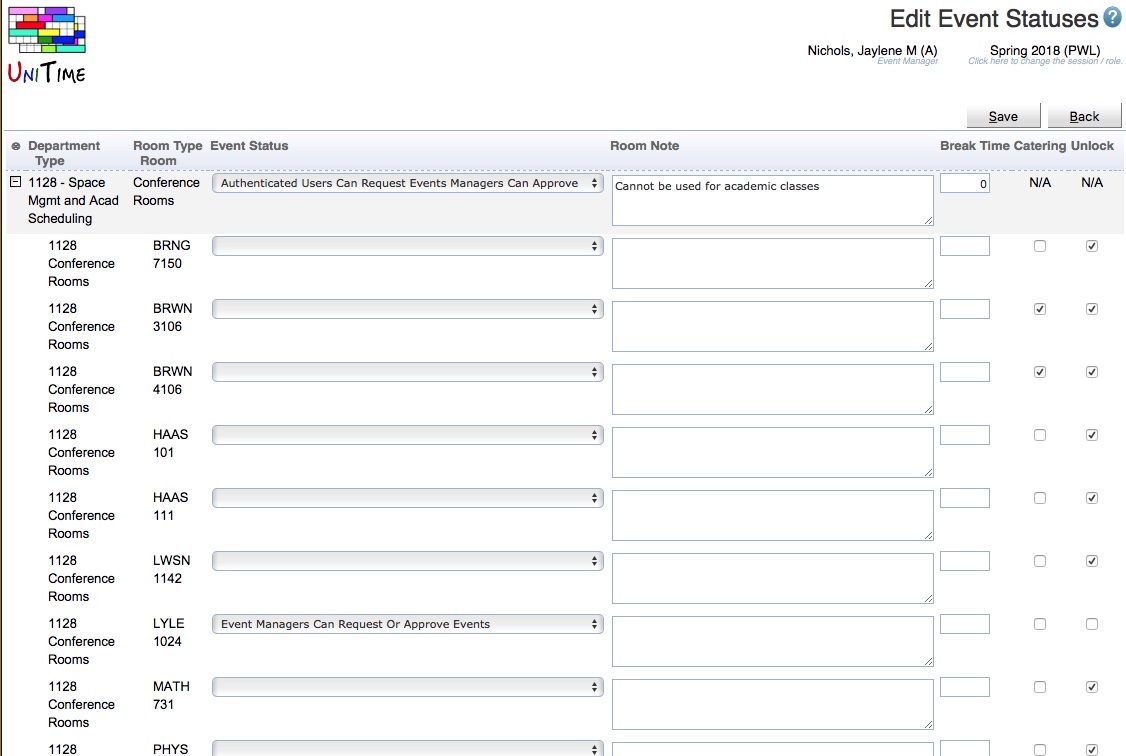 UNITIME
Edit Event Statuses ?
Nichols, Jaylene M (A) Spring 2018 (PWL)
Event Manager Click here to change the session / role.
Save Back
Department Room Type Event Status Room Note Break Time Catering Unlock
Type Room
1128 - Space Conference Authenticated Users Can Request Events Managers Can Approve Cannot be used for academic classes 0 N/A N/A
Mgmt and Acad Rooms
Scheduling
1128 BRNG
Conference 7150
Rooms
1128 BRWN
Conference 3106
Rooms
1128 BRWN
Conference 4106
Rooms
1128 HAAS
Conference 101
Rooms
1128 HAAS
Conference 111
Rooms
1128 LWSN
Conference 1142
Rooms
1128 LYLE Event Managers Can Request Or Approve Events
Conference 1024
Rooms
1128 MATH
Conference 731
Rooms
1128 PHYS